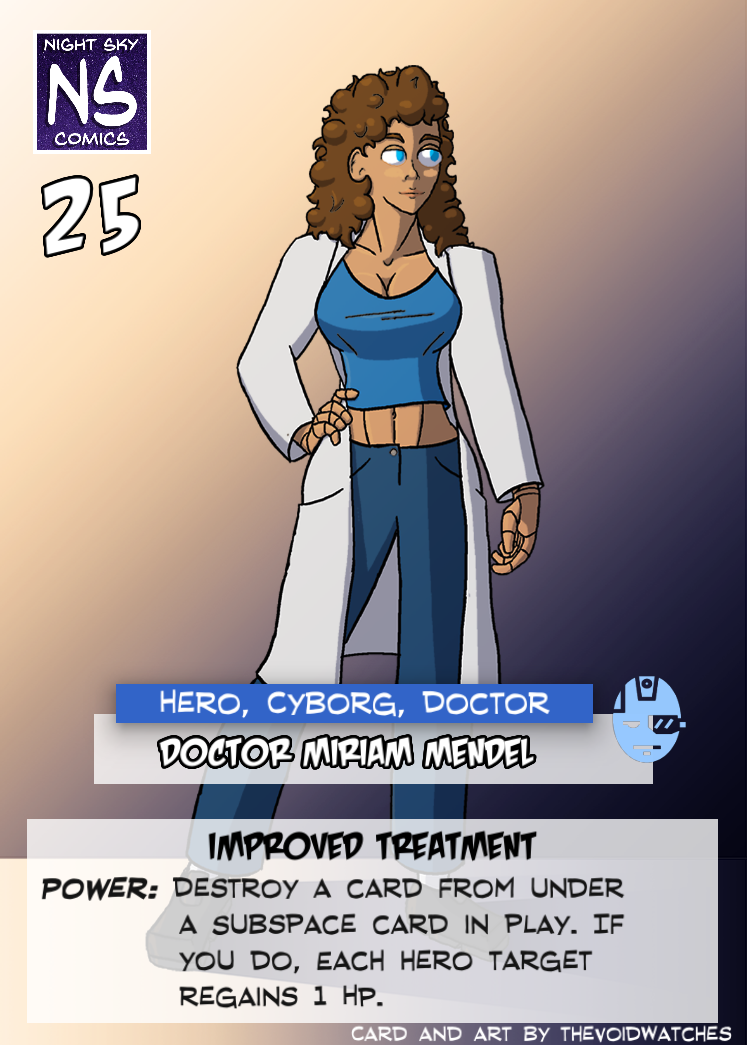 NIGHT SKY
NS
COMICS
25
HERO, CYBORG, DOCTOR
DOCTOR MIRIAM MENDEL
IMPROVED TREATMENT
POWER: DESTROY A CARD FROM UNDER
A SUBSPACE CARD IN PLAY. IF
YOU DO, EACH HERO TARGET
REGAINS 1 HP.
CARD AND ART BY THEVOIDWATCHES